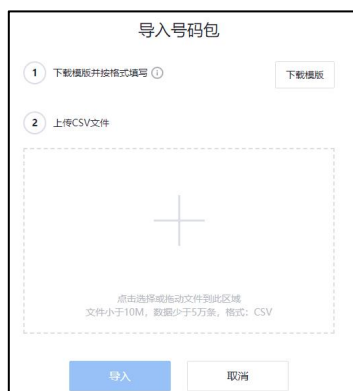 导入号码包
1 下载模版并按格式填写
下载模版
2 上传CSV文件
点击选择或拖动文件到此区域
文件小于10M，数据少于5万条，格式：CSV
导入
取消